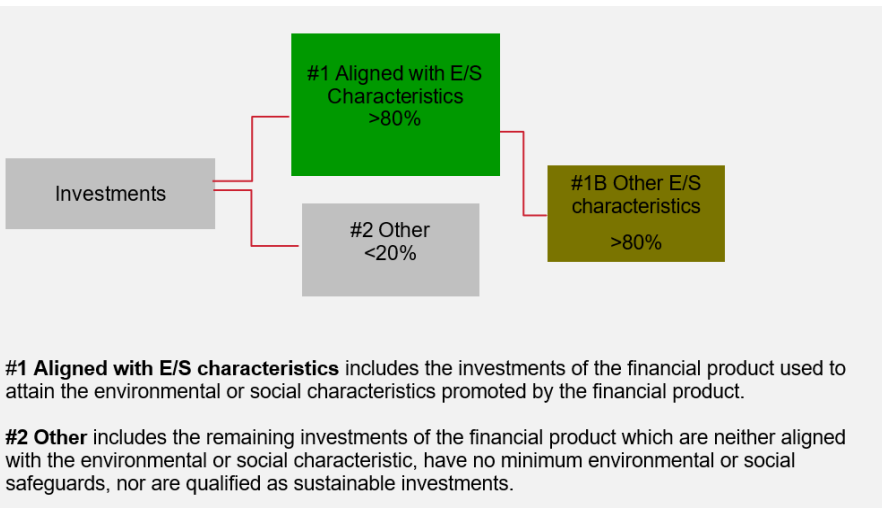 #1 Aligned with E/S
Characteristics
>80%
Investments
#1B Other E/S
characteristics
>80%
#2 Other
<20%
#1 Aligned with E/S characteristics includes the investments of the financial product used to
attain the environmental or social characteristics promoted by the financial product.
#2 Other includes the remaining investments of the financial product which are neither aligned
with the environmental or social characteristic, have no minimum environmental or social
safeguards, nor are qualified as sustainable investments.